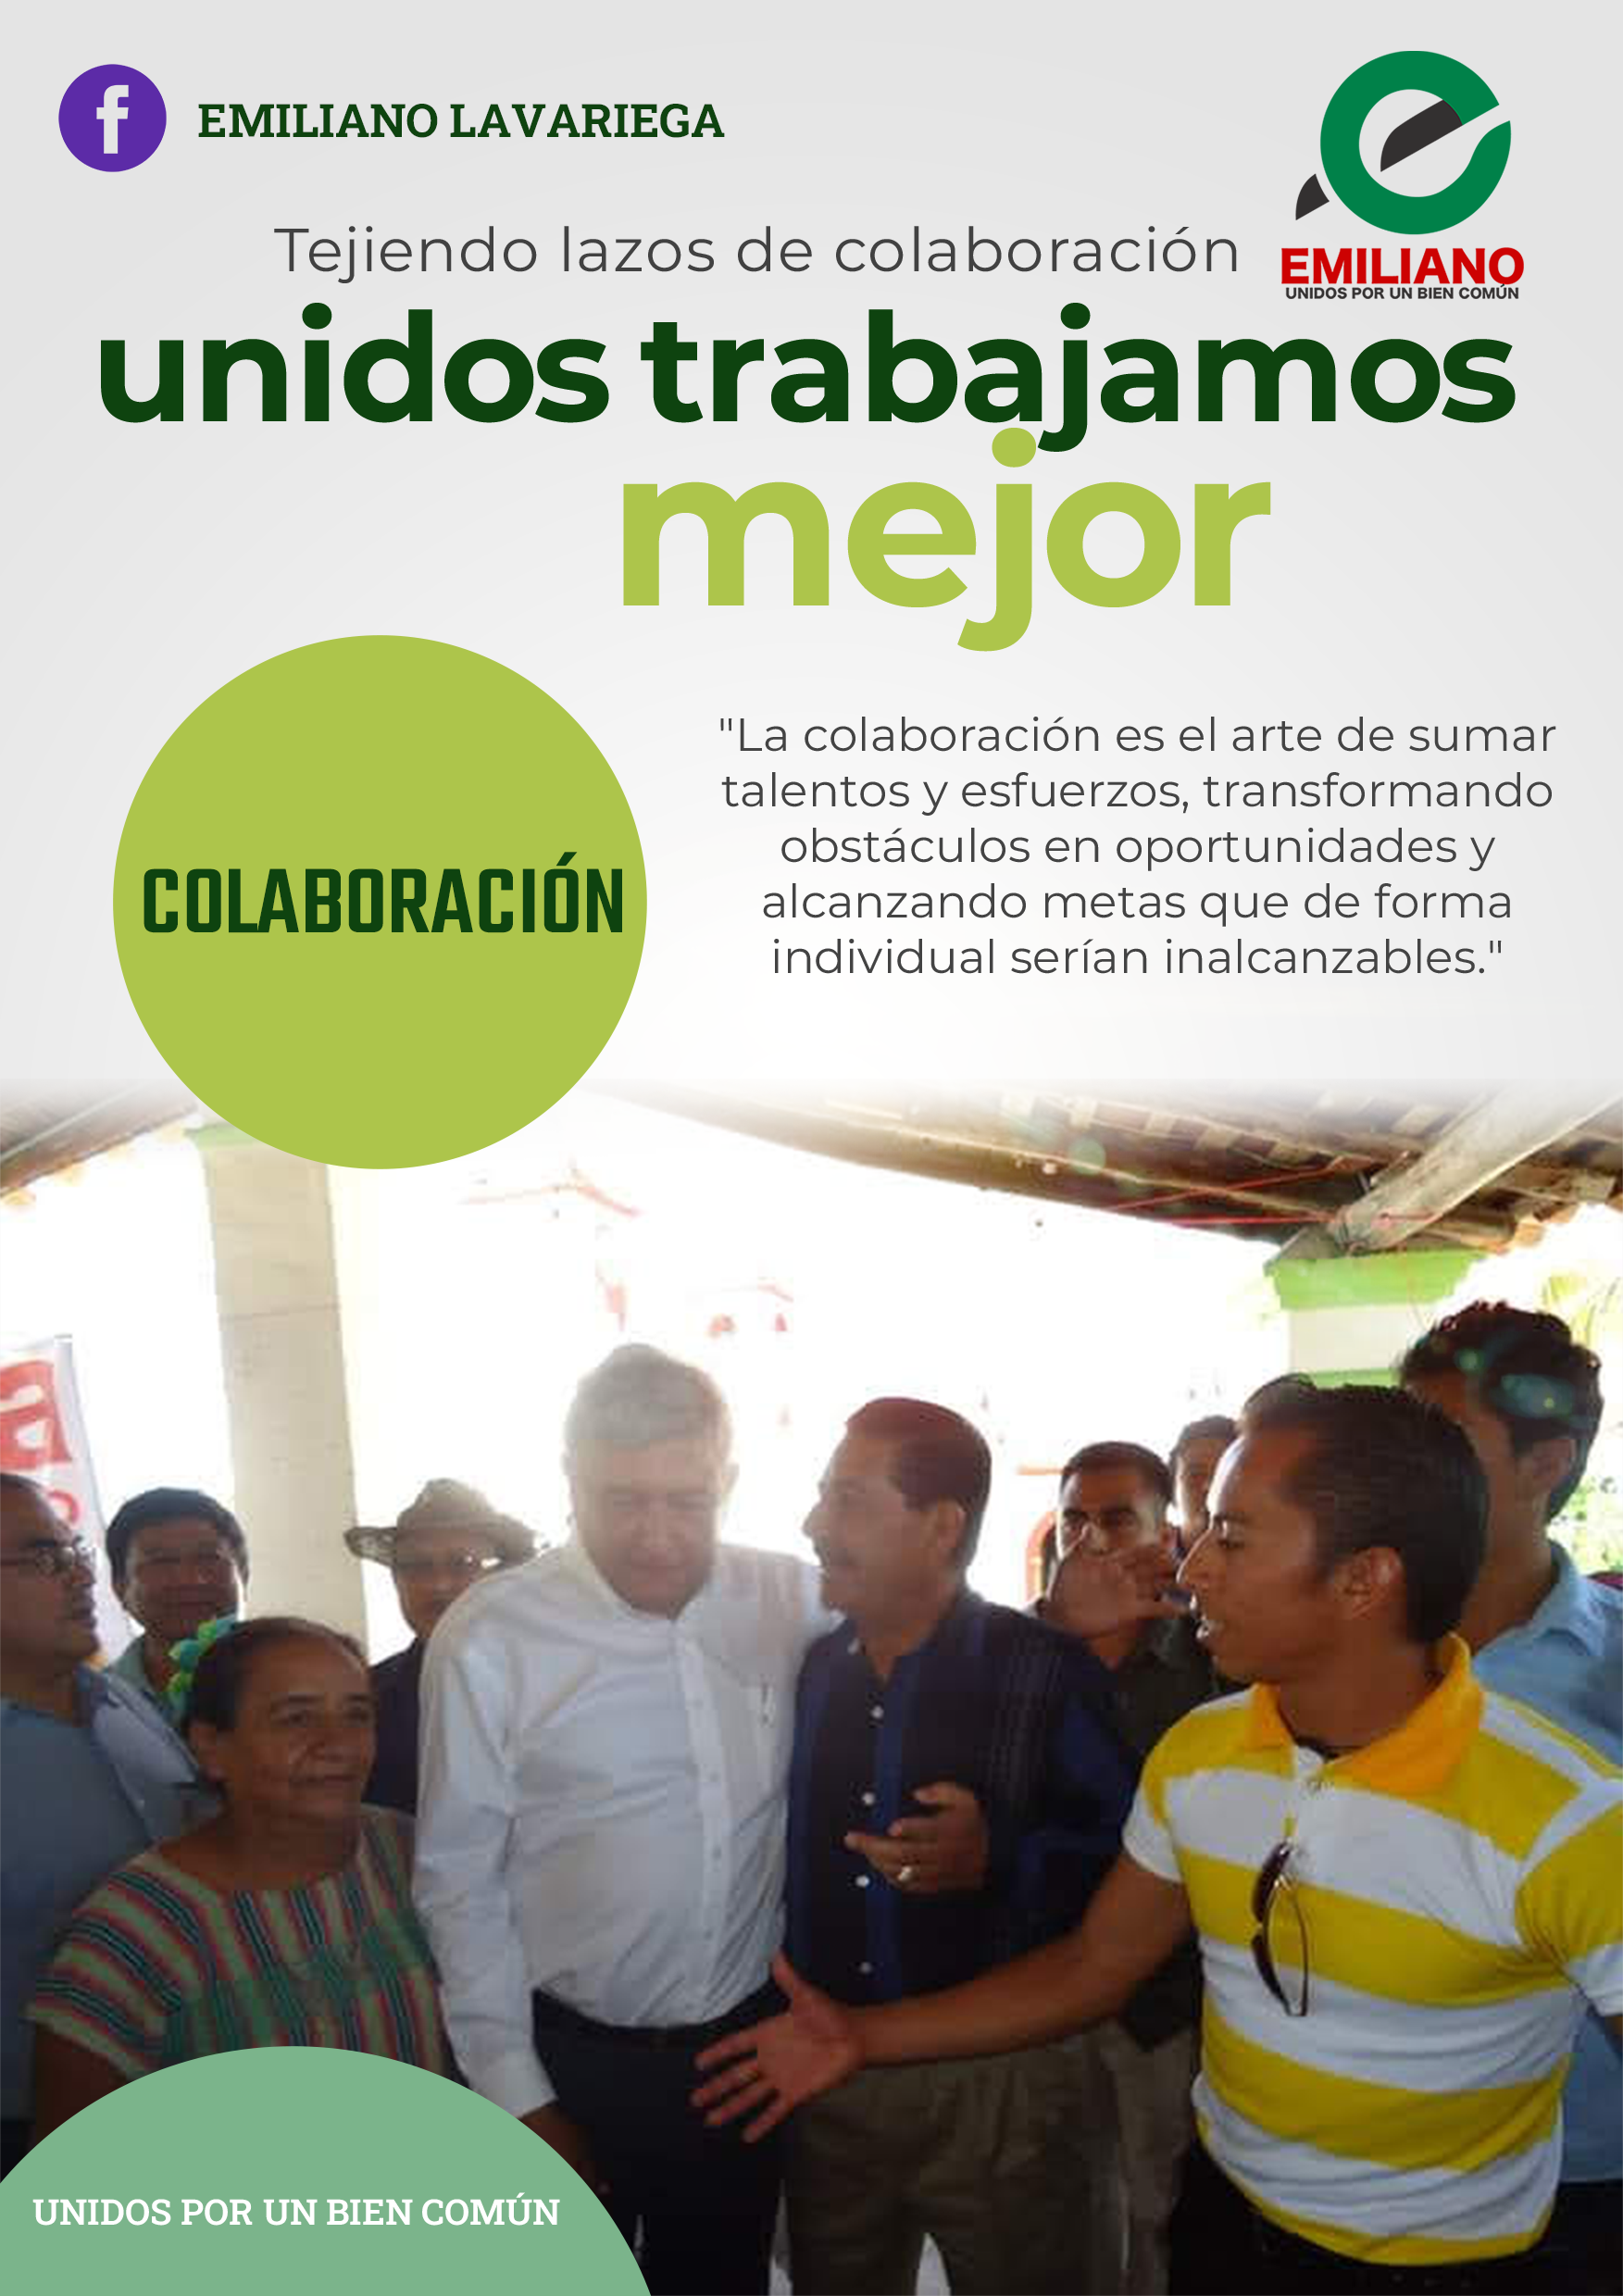 f EMILIANO LAVARIEGA
EMILIANO
UNIDOS POR UN BIEN COMÚN
Tejiendo lazos de colaboración
unidos trabajamos
mejor
COLABORACIÓN
"La colaboración es el arte de sumar
talentos y esfuerzos, transformando
obstáculos en oportunidades y
alcanzando metas que de forma
individual serían inalcanzables."
UNIDOS POR UN BIEN COMÚN